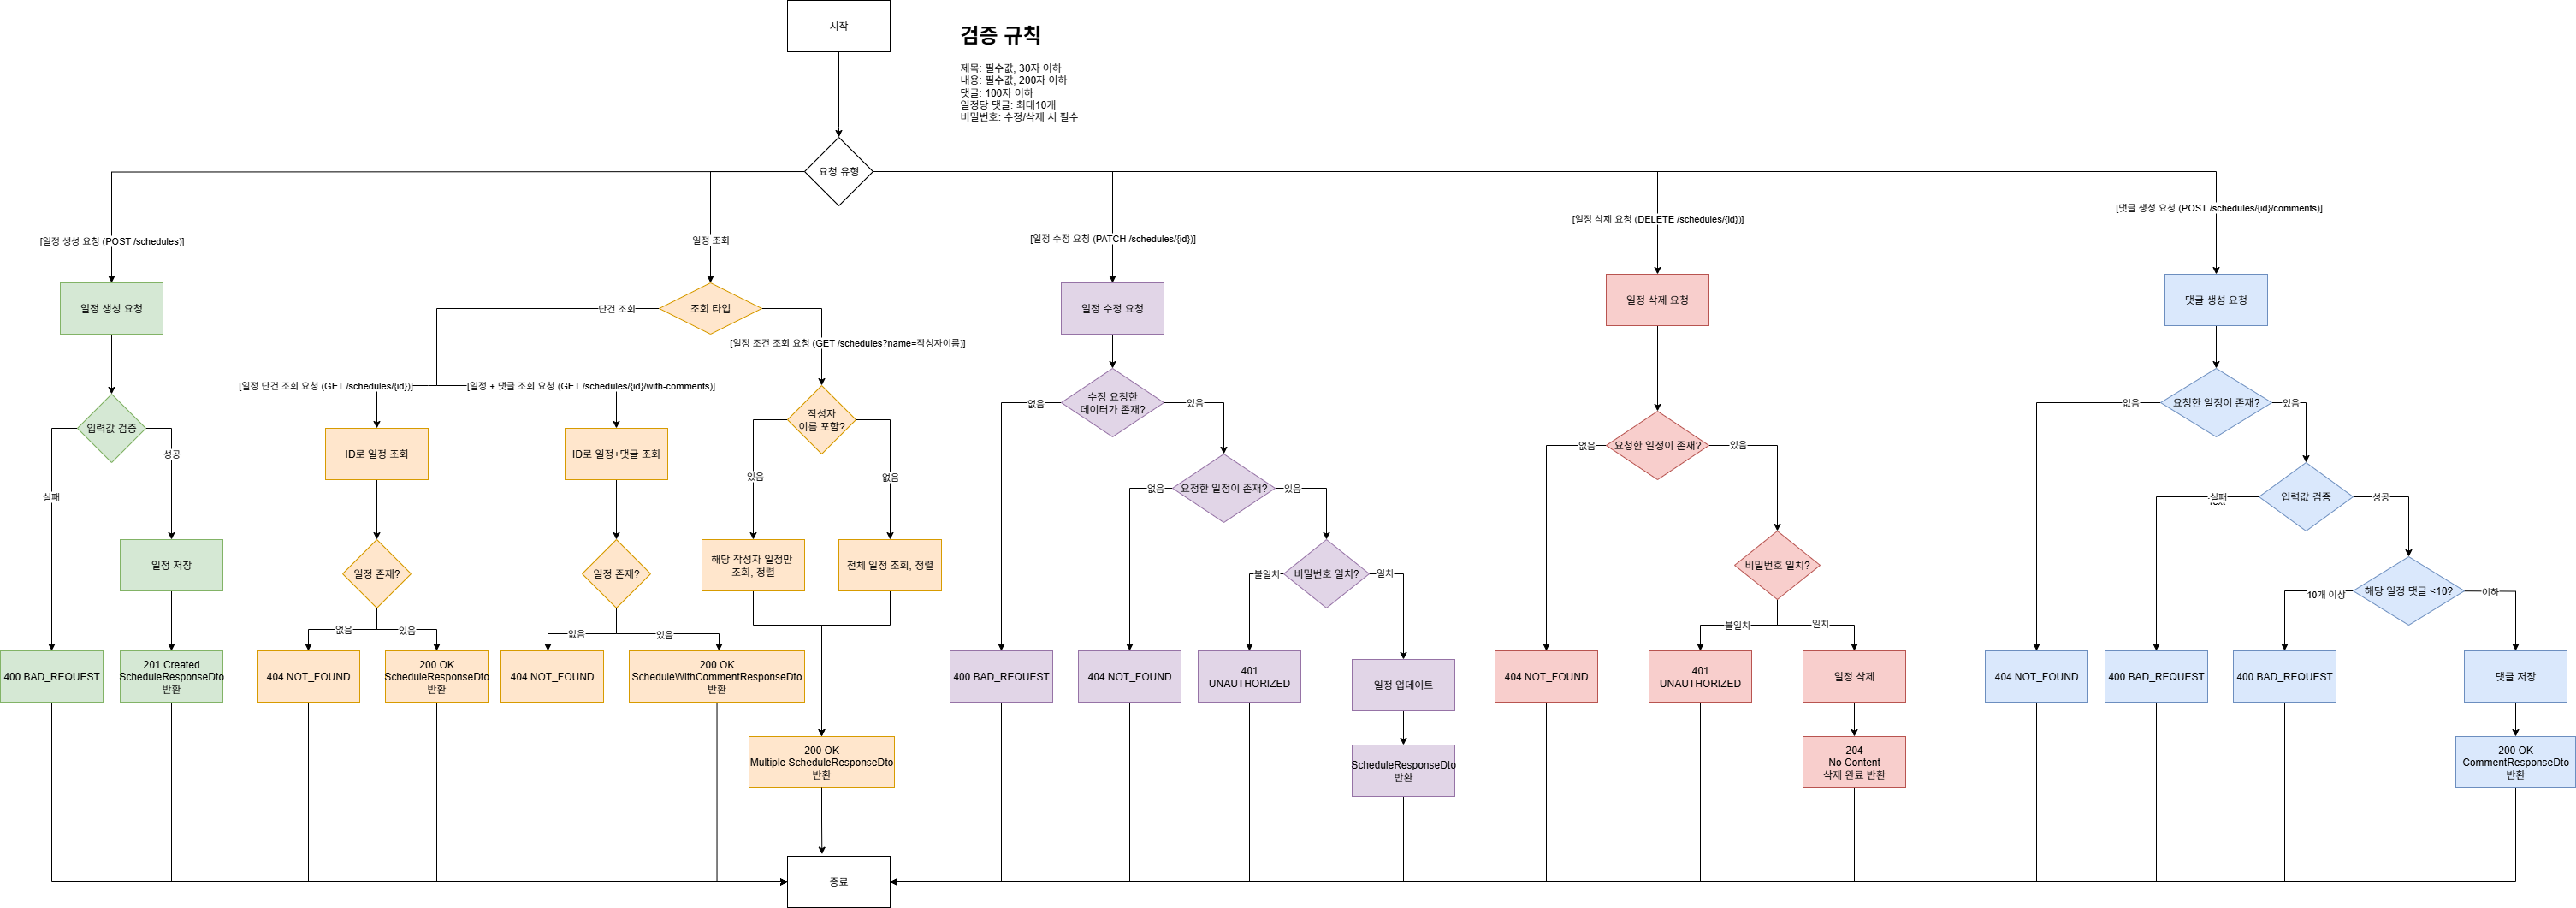 시작
검증 규칙
제목: 필수값, 30자 이하
내용: 필수값, 200자 이하
댓글: 100자 이하
일정당 댓글: 최대10개
비밀번호: 수정/삭제 시 필수
요청 유형
[일정 생성 요청 (POST /schedules)]
일정 생성 요청
입력값 검증
실패
성공
일정 저장
400 BAD_REQUEST
201 Created
ScheduleResponseDto
반환
일정 조회
조회 타입
단건 조회
[일정 단건 조회 요청 (GET /schedules/{id})]
ID로 일정 조회
일정 존재?
없음
있음
404 NOT_FOUND
200 OK
ScheduleResponseDto
반환
[일정 + 댓글 조회 요청 (GET /schedules/{id}/with-comments)]
ID로 일정+댓글 조회
일정 존재?
없음
있음
404 NOT_FOUND
200 OK
ScheduleWithCommentResponseDto
반환
[일정 조건 조회 요청 (GET /schedules?name=작성자이름)]
작성자
이름 포함?
있음
없음
해당 작성자 일정만
조회, 정렬
전체 일정 조회, 정렬
200 OK
Multiple ScheduleResponseDto
반환
[일정 수정 요청 (PATCH /schedules/{id})]
일정 수정 요청
수정 요청한
데이터가 존재?
없음
있음
요청한 일정이 존재?
없음
있음
비밀번호 일치?
불일치
일치
400 BAD_REQUEST
404 NOT_FOUND
401
UNAUTHORIZED
일정 업데이트
ScheduleResponseDto
반환
[일정 삭제 요청 (DELETE /schedules/{id})]
일정 삭제 요청
요청한 일정이 존재?
없음
있음
비밀번호 일치?
불일치
일치
404 NOT_FOUND
401
UNAUTHORIZED
일정 삭제
204
No Content
삭제 완료 반환
[댓글 생성 요청 (POST /schedules/{id}/comments)]
댓글 생성 요청
요청한 일정이 존재?
없음
있음
입력값 검증
실패
성공
해당 일정 댓글 <10?
10개 이상
이하
404 NOT_FOUND
400 BAD_REQUEST
400 BAD_REQUEST
댓글 저장
200 OK
CommentResponseDto
반환
종료